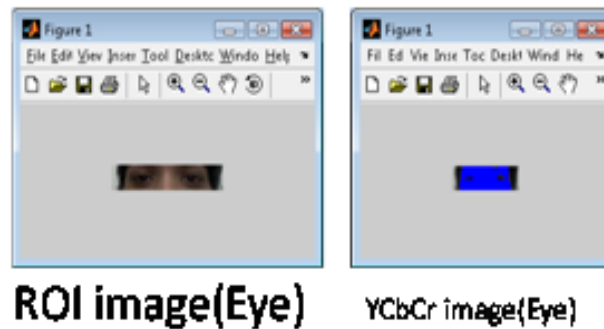 Figure 1
File Edit Viev Inser Tool Desktc Windo Help
ROI image(Eye)
Figure 1
Fil Ed Vie Inse Toc Deskt Wind He
YCbCr image(Eye)